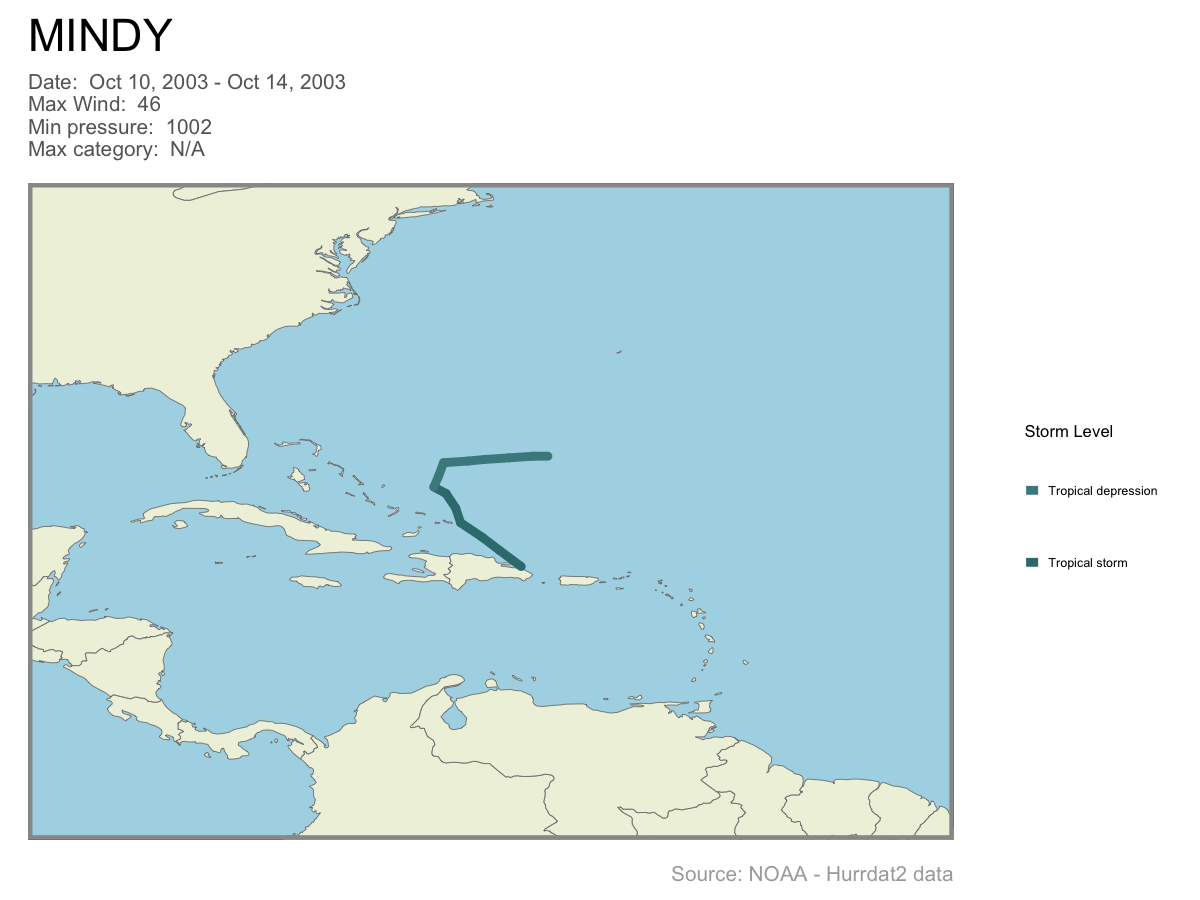 MINDY
Date:  Oct 10, 2003 - Oct 14, 2003
Max Wind:  46
Min pressure:  1002
Max category:  N/A
Storm Level
Tropical depression
Tropical storm
Source: NOAA - Hurrdat2 data